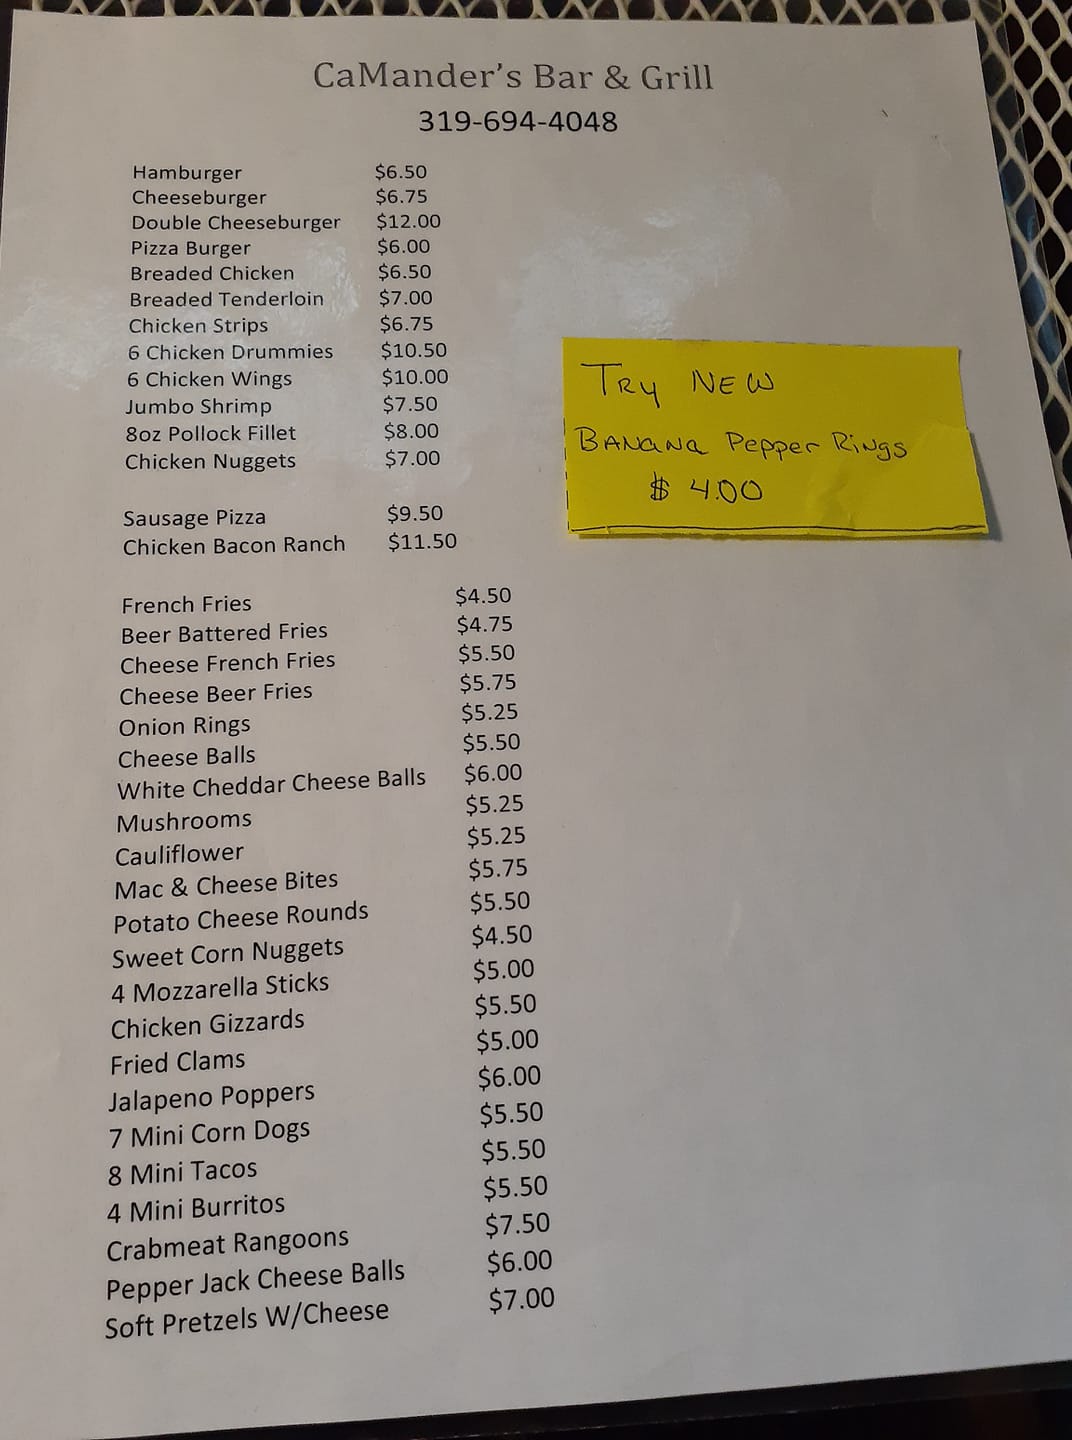 CaMander's Bar & Grill
319-694-4048
Hamburger $6.50
Cheeseburger $6.75
Double Cheeseburger $12.00
Pizza Burger $6.00
Breaded Chicken $6.50
Breaded Tenderloin $7.00
Chicken Strips $6.75
6 Chicken Drummies $10.50
6 Chicken Wings $10.00
Jumbo Shrimp $7.50
8oz Pollock Fillet $8.00
Chicken Nuggets $7.00
Sausage Pizza $9.50
Chicken Bacon Ranch $11.50
French Fries $4.50
Beer Battered Fries $4.75
Cheese French Fries $5.50
Cheese Beer Fries $5.75
Onion Rings $5.25
Cheese Balls $5.50
White Cheddar Cheese Balls $6.00
Mushrooms $5.25
Cauliflower $5.25
Mac & Cheese Bites $5.75
Potato Cheese Rounds $5.50
Sweet Corn Nuggets $4.50
4 Mozzarella Sticks $5.00
Chicken Gizzards $5.50
Fried Clams $5.00
Jalapeno Poppers $6.00
7 Mini Corn Dogs $5.50
8 Mini Tacos $5.50
4 Mini Burritos $5.50
Crabmeat Rangoons $7.50
Pepper Jack Cheese Balls $6.00
Soft Pretzels W/Cheese $7.00
TRY NEW
BANANA Pepper Rings
$ 4.00